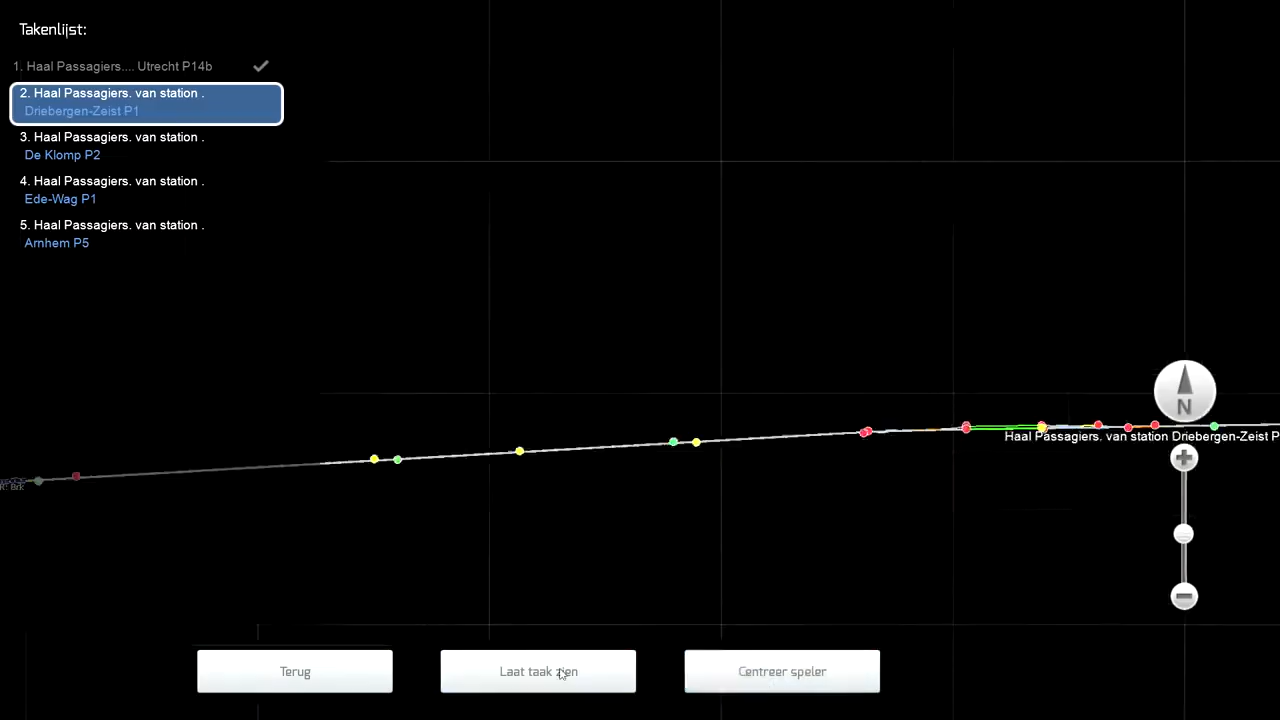 Takenlijst:
1. Haal Passagiers.... Utrecht P14b
2. Haal Passagiers. van station .
Driebergen-Zeist P1
3. Haal Passagiers. van station .
De Klomp P2
4. Haal Passagiers. van station .
Ede-Wag P1
5. Haal Passagiers. van station .
Arnhem P5
N
Haal Passagiers. van station Driebergen-Zeist P
Terug
Laat taak zien
Centreer speler